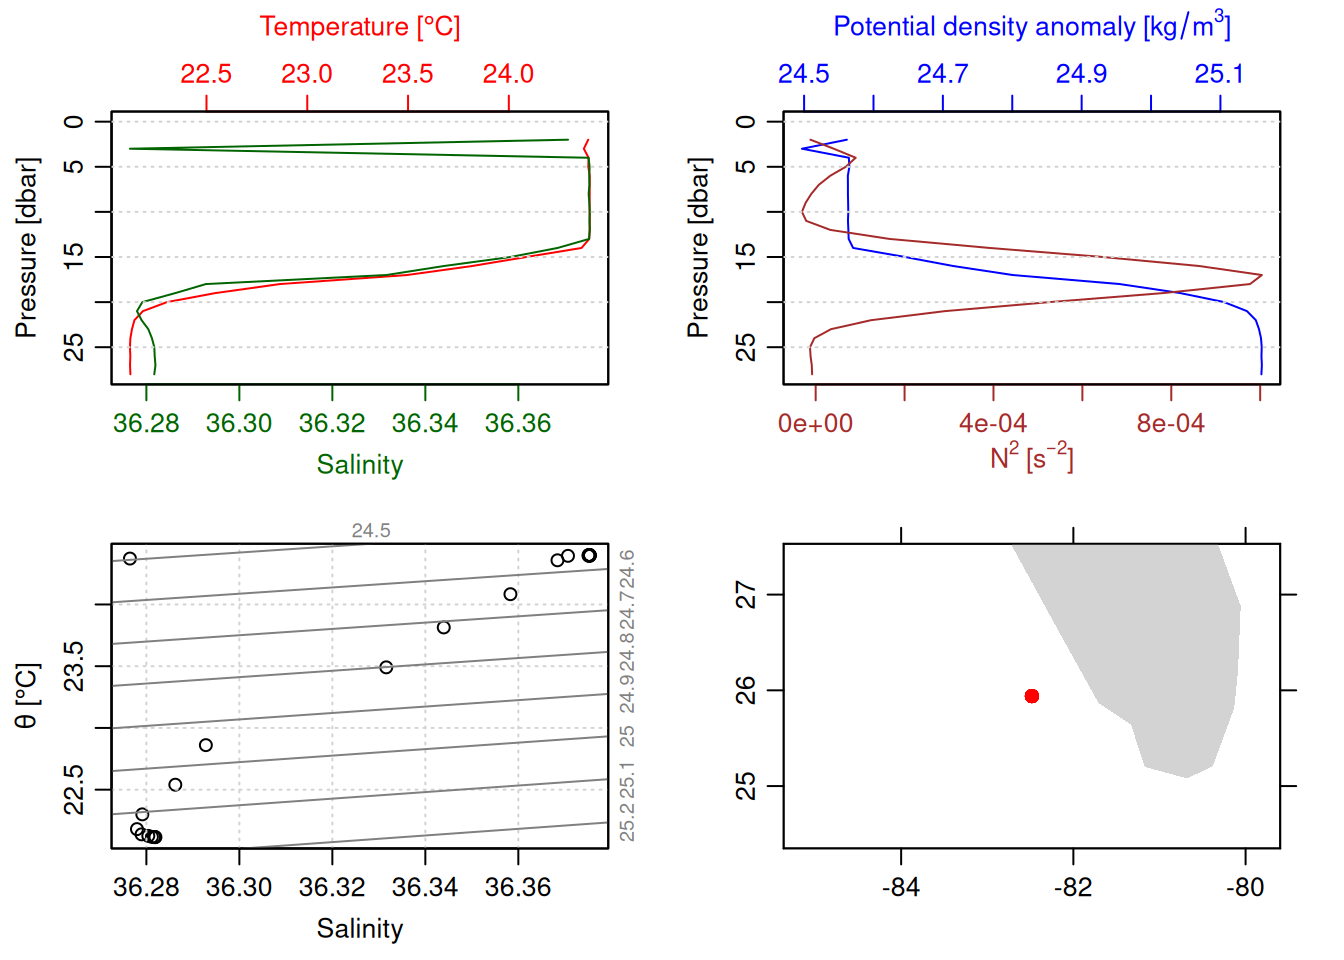 Temperature [°C]
22.5 23.0 23.5 24.0
0
5
15
25
Pressure [dbar]
36.28 36.30 36.32 36.34 36.36
Salinity
Potential density anomaly [kg/m³]
24.5 24.7 24.9 25.1
0
5
15
25
Pressure [dbar]
0e+00 4e-04 8e-04
N² [s⁻²]
24.5
24.6
24.7
24.8
24.9
25
25.1
25.2
23.5
22.5
θ [°C]
36.28 36.30 36.32 36.34 36.36
Salinity
27
26
25
-84 -82 -80